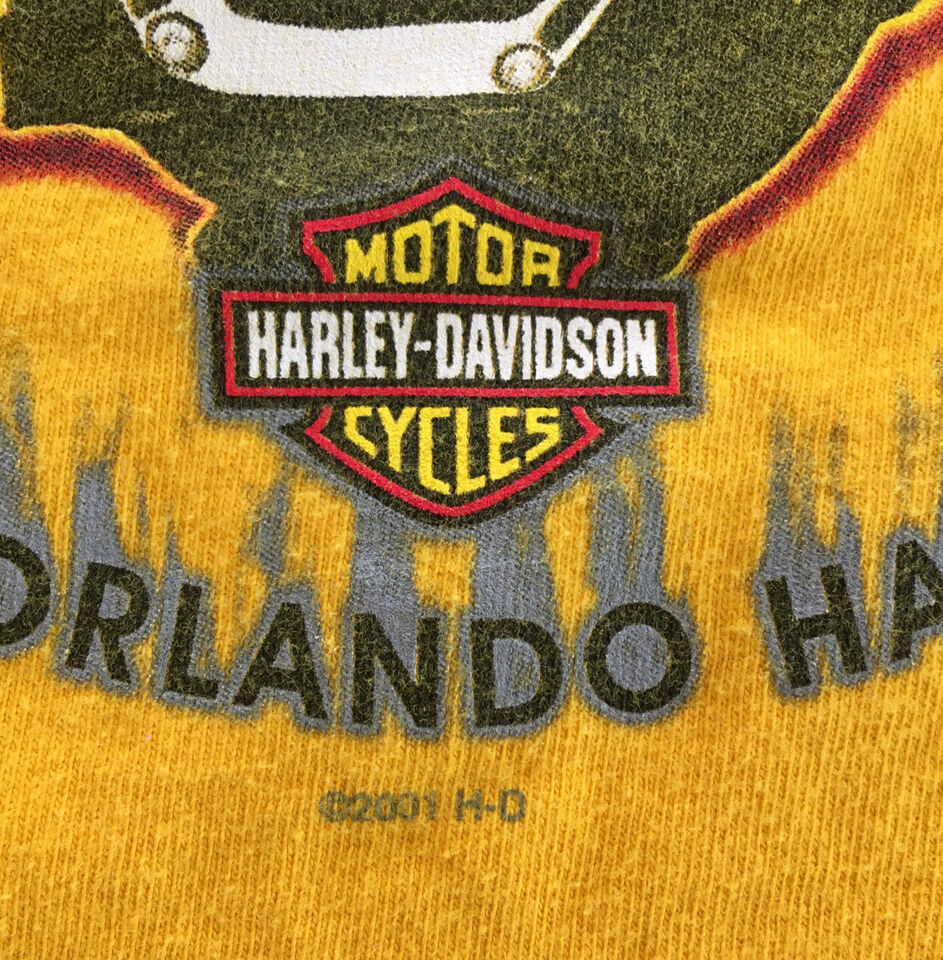 MOTOR
HARLEY-DAVIDSON
CYCLES
ORLANDO HA
©2001 H-D